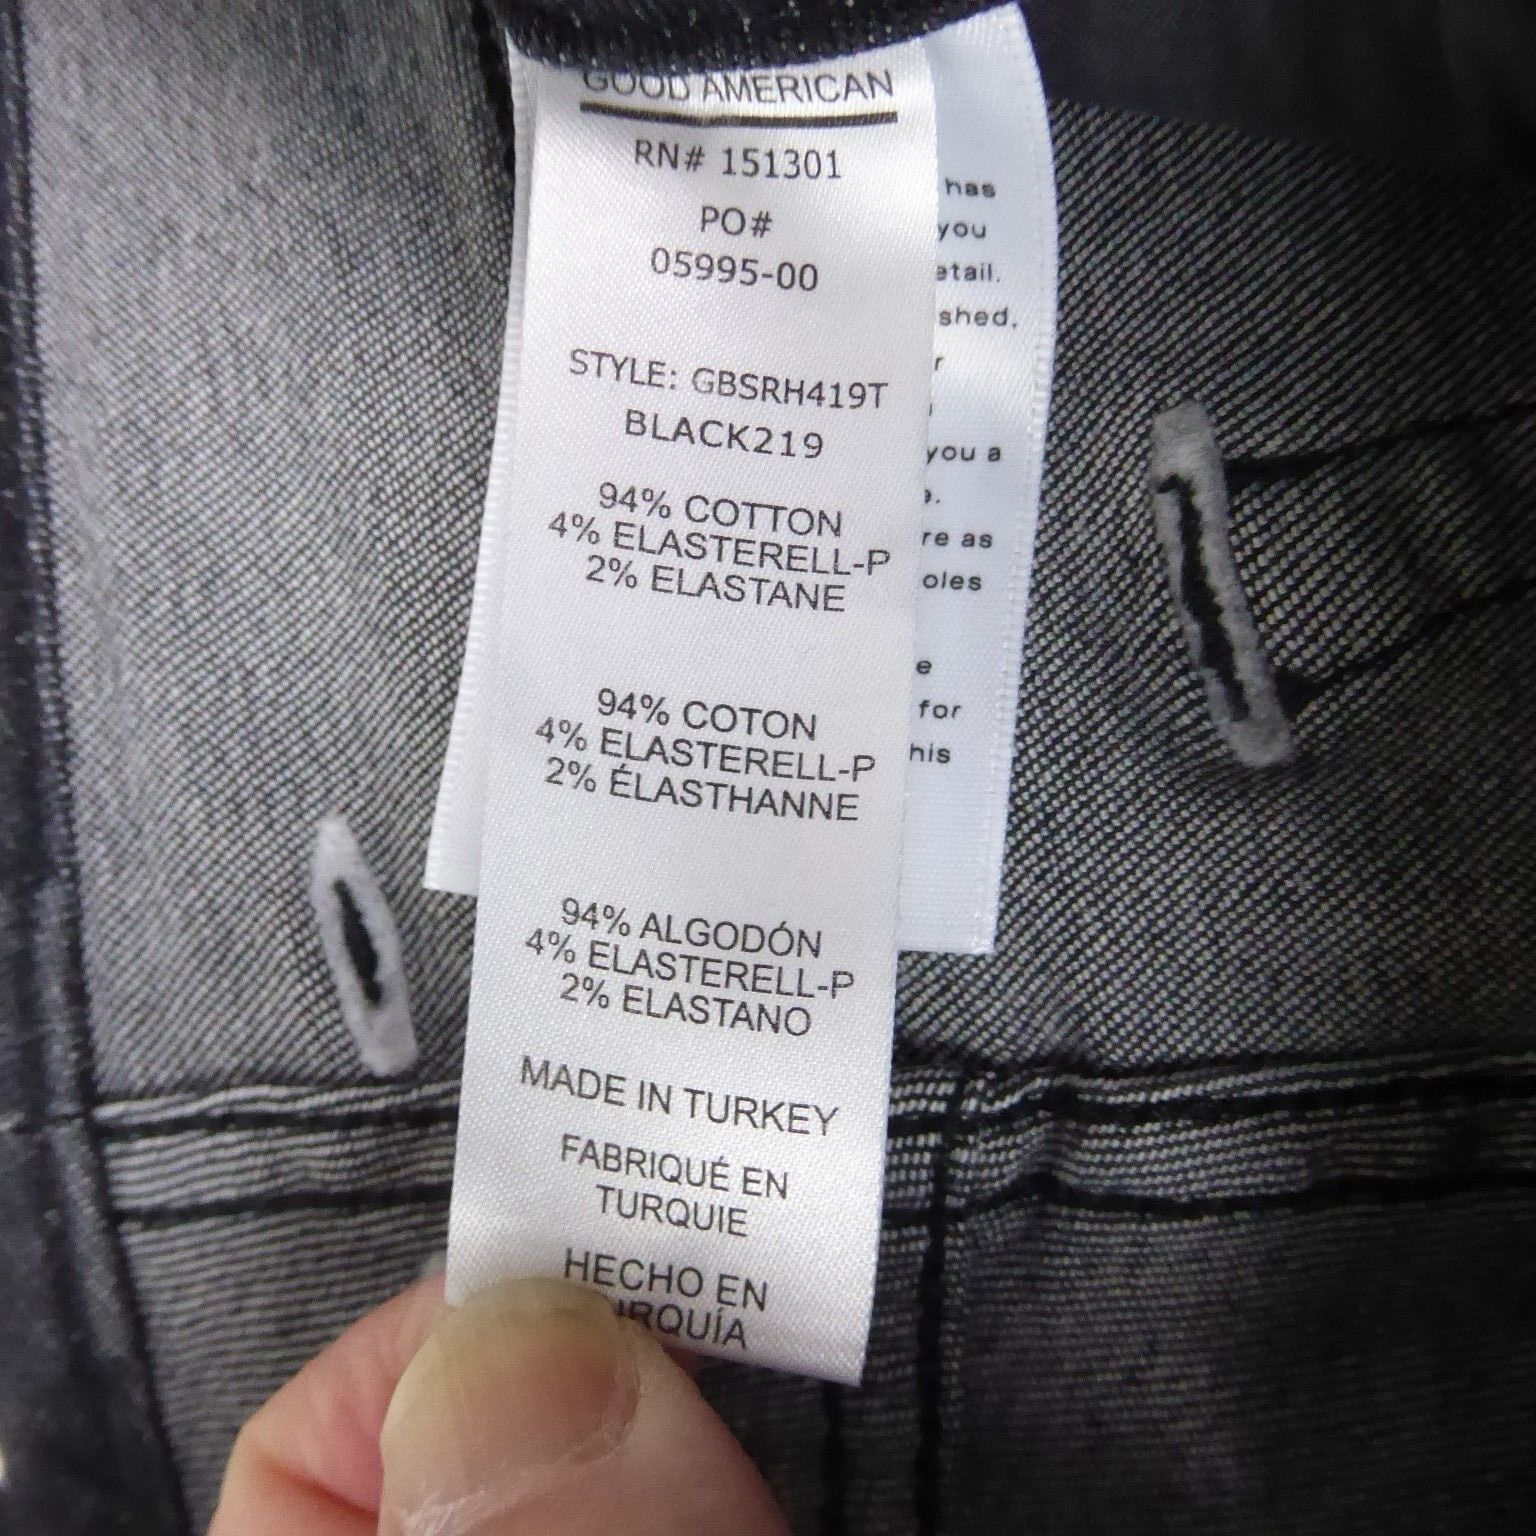 GOOD AMERICAN
RN# 151301
PO#
05995-00
STYLE: GBSRH419T
BLACK219
94% COTTON
4% ELASTERELL-P
2% ELASTANE
94% COTON
4% ELASTERELL-P
2% ÉLASTHANNE
94% ALGODÓN
4% ELASTERELL-P
2% ELASTANO
MADE IN TURKEY
FABRIQUÉ EN
TURQUIE
HECHO EN
TURQUÍA
has
you
etail.
shed,
r
you a
e.
re as
oles
e
for
his